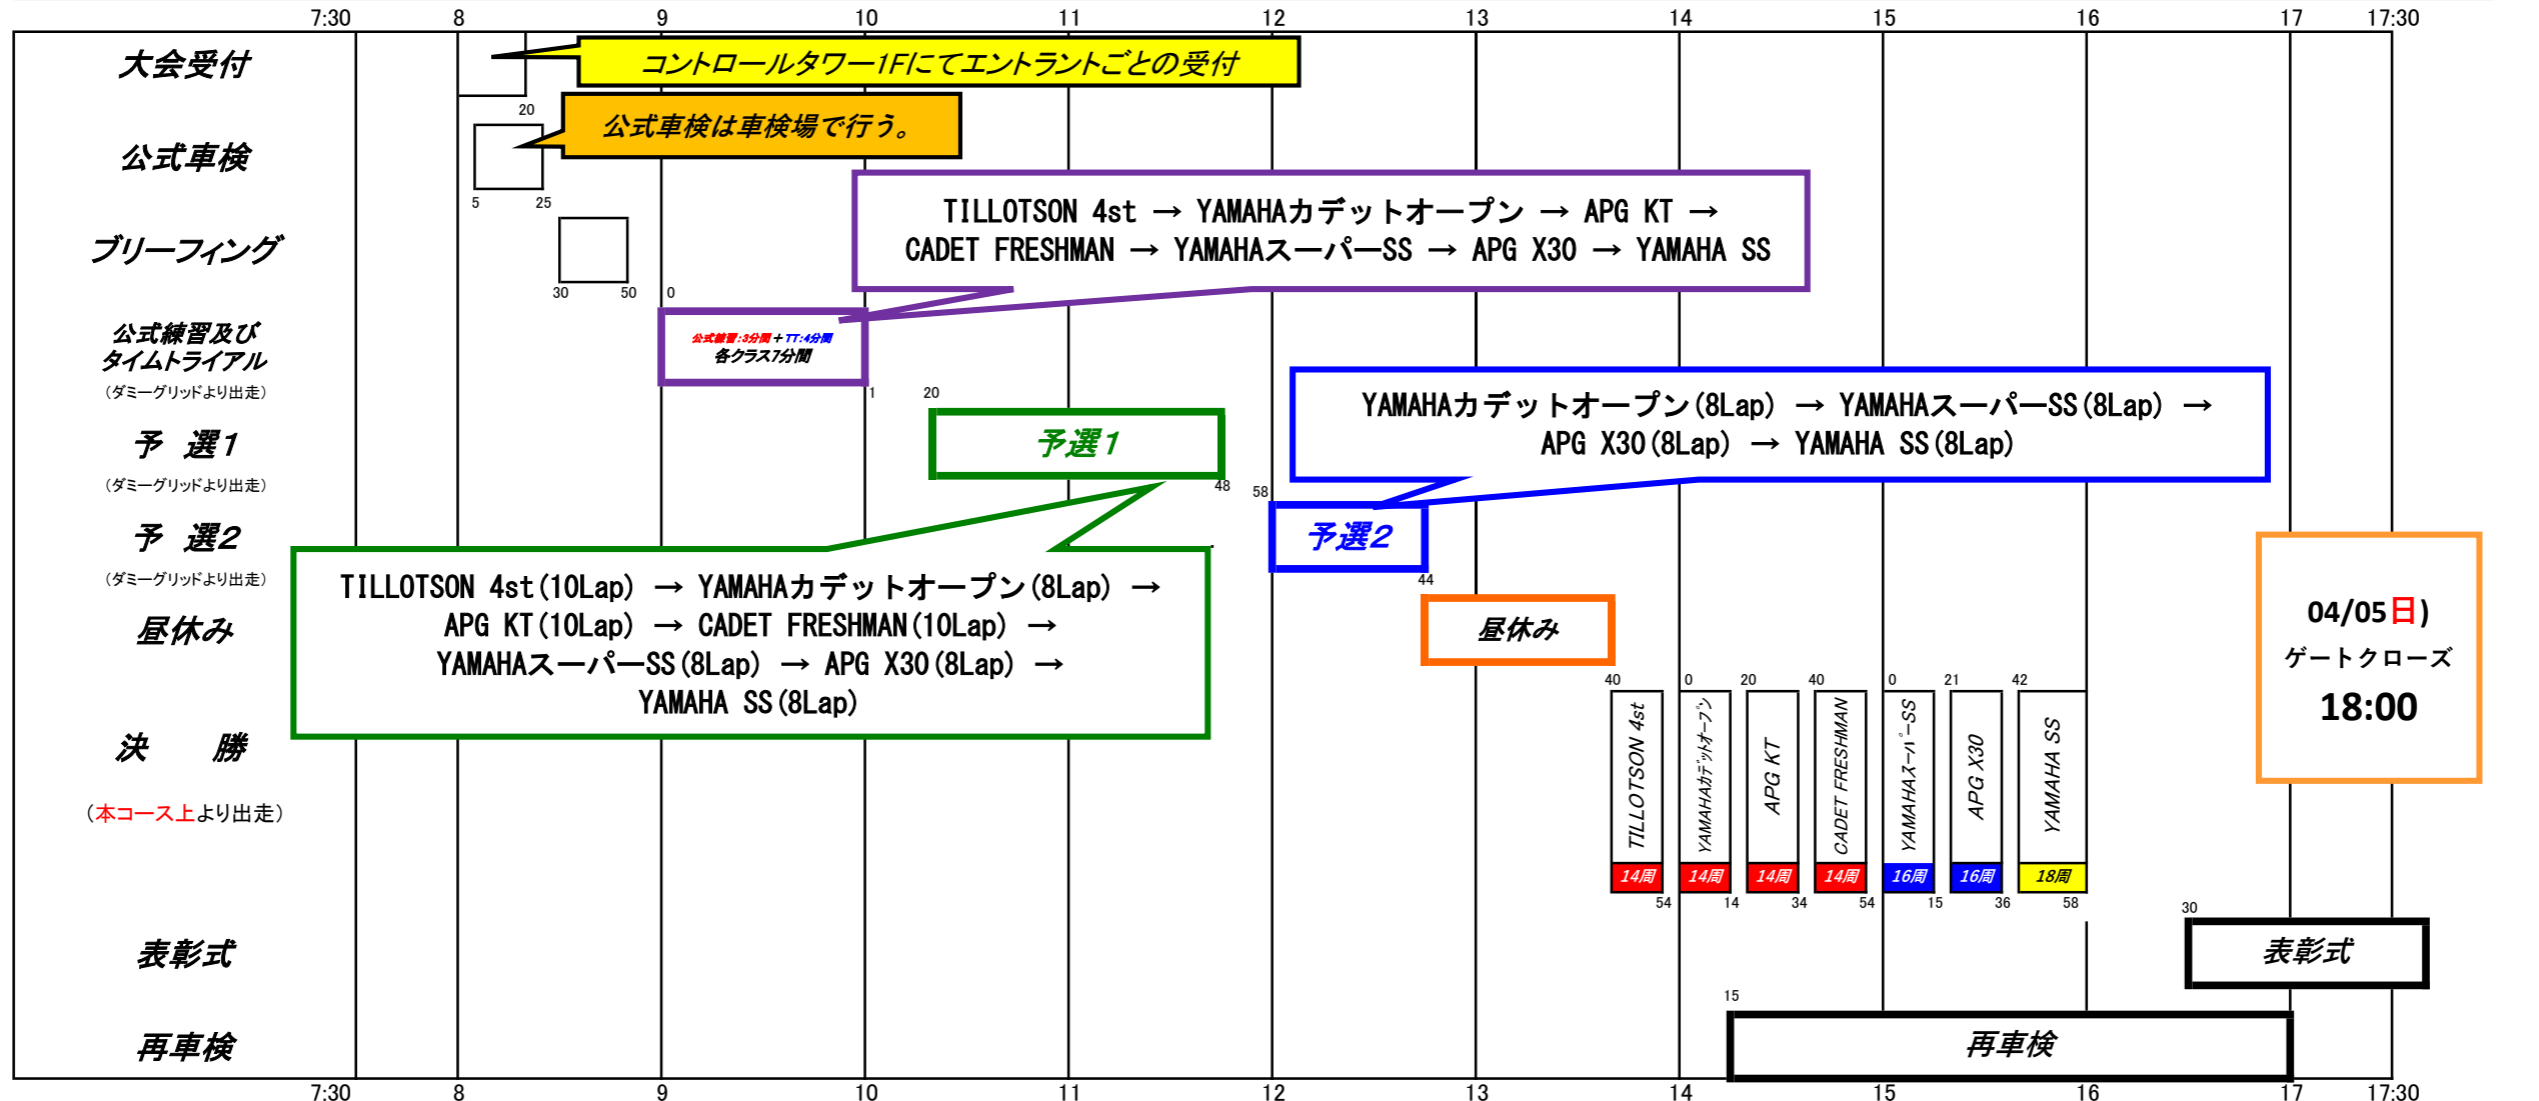 7:30 8 9 10 11 12 13 14 15 16 17 17:30
大会受付
コントロールタワー1Fにてエントラントごとの受付
20
公式車検は車検場で行う。
公式車検
5 25
TILLOTSON 4st → YAMAHAカデットオープン → APG KT →
CADET FRESHMAN → YAMAHAスーパーSS → APG X30 → YAMAHA SS
ブリーフィング
30 50 0
公式練習及び
タイムトライアル
(ダミーグリッドより出走)
公式練習:3分間+TT:4分間
各クラス7分間
1 20
YAMAHAカデットオープン(8Lap) → YAMAHAスーパーSS(8Lap) →
APG X30(8Lap) → YAMAHA SS(8Lap)
予 選1
(ダミーグリッドより出走)
予選1
48 58
予 選2
(ダミーグリッドより出走)
予選2
44
TILLOTSON 4st(10Lap) → YAMAHAカデットオープン(8Lap) →
APG KT(10Lap) → CADET FRESHMAN(10Lap) →
YAMAHAスーパーSS(8Lap) → APG X30(8Lap) →
YAMAHA SS(8Lap)
昼休み
昼休み
04/05日)
ゲートクローズ
18:00
40 0 20 40 0 21 42
決 勝
(本コース上より出走)
TILLOTSON 4st
YAMAHAカデットオープン
APG KT
CADET FRESHMAN
YAMAHAスーパーSS
APG X30
YAMAHA SS
14周 14周 14周 14周 16周 16周 18周
54 14 34 54 15 36 58
30
表彰式
表彰式
15
再車検
再車検
7:30 8 9 10 11 12 13 14 15 16 17 17:30